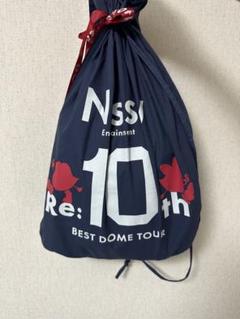 Nissy
Entertainment
Re:10th
BEST DOME TOUR